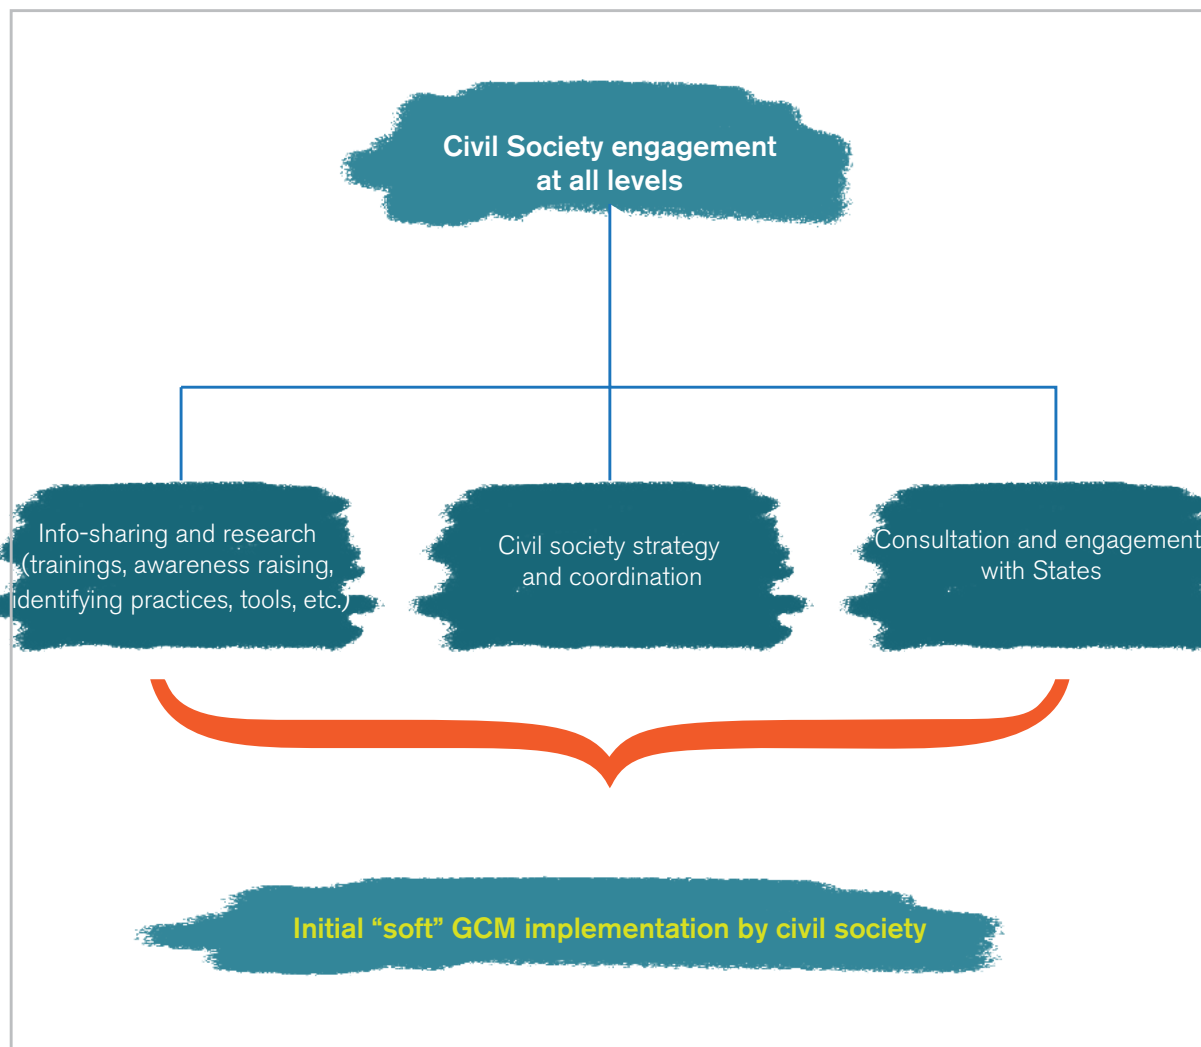 Civil Society engagement
at all levels
Info-sharing and research
(trainings, awareness raising,
identifying practices, tools, etc.)
Civil society strategy
and coordination
Consultation and engagement
with States
Initial “soft” GCM implementation by civil society